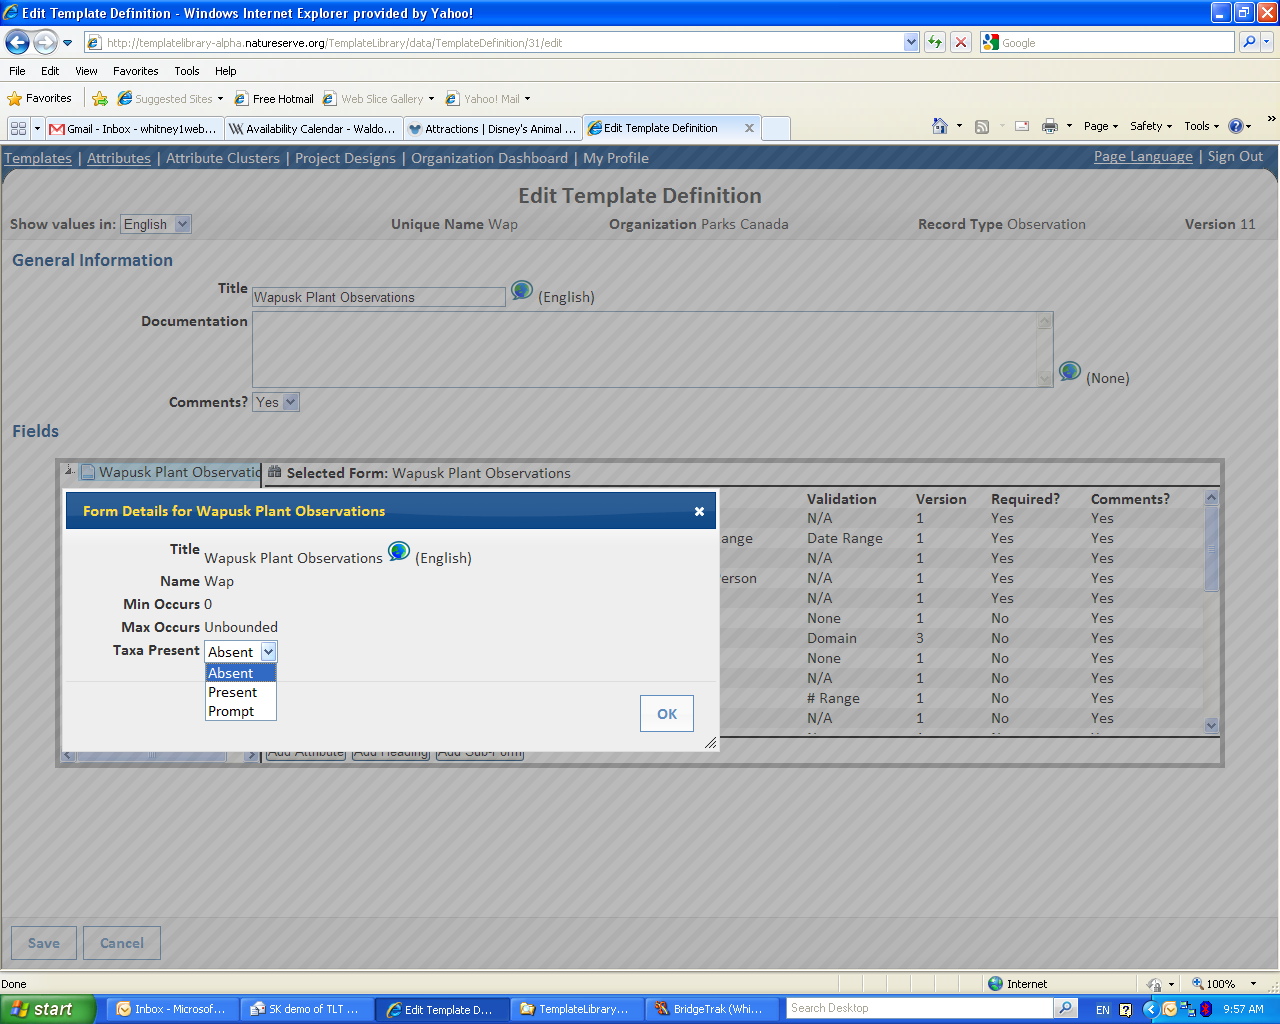 Edit Template Definition - Windows Internet Explorer provided by Yahoo!
http://templatelibrary-alpha.natureserve.org/TemplateLibrary/data/TemplateDefinition/31/edit
Google
File Edit View Favorites Tools Help
Favorites Suggested Sites Free Hotmail Web Slice Gallery Yahoo! Mail
Gmail - Inbox - whitney1web... Availability Calendar - Waldo... Attractions | Disney's Animal ... Edit Template Definition
Page Safety Tools
Templates | Attributes | Attribute Clusters | Project Designs | Organization Dashboard | My Profile Page Language | Sign Out
Edit Template Definition
Show values in: English Unique Name Wap Organization Parks Canada Record Type Observation Version 11
General Information
Title Wapusk Plant Observations (English)
Documentation (None)
Comments? Yes
Fields
Wapusk Plant Observatio Selected Form: Wapusk Plant Observations
Validation Version Required? Comments?
N/A 1 Yes Yes
ange Date Range 1 Yes Yes
N/A 1 Yes Yes
erson N/A 1 Yes Yes
N/A 1 Yes Yes
None 1 No Yes
Domain 3 No Yes
None 1 No Yes
N/A 1 No Yes
# Range 1 No Yes
N/A 1 No Yes
Form Details for Wapusk Plant Observations
Title Wapusk Plant Observations (English)
Name Wap
Min Occurs 0
Max Occurs Unbounded
Taxa Present Absent
Absent
Present
Prompt
OK
Add Attribute Add Heading Add Sub-Form
Save Cancel
Done Internet 100%
start Inbox - Microsof... SK demo of TLT ... Edit Template D... TemplateLibrary... BridgeTrak (Whi... Search Desktop EN 9:57 AM